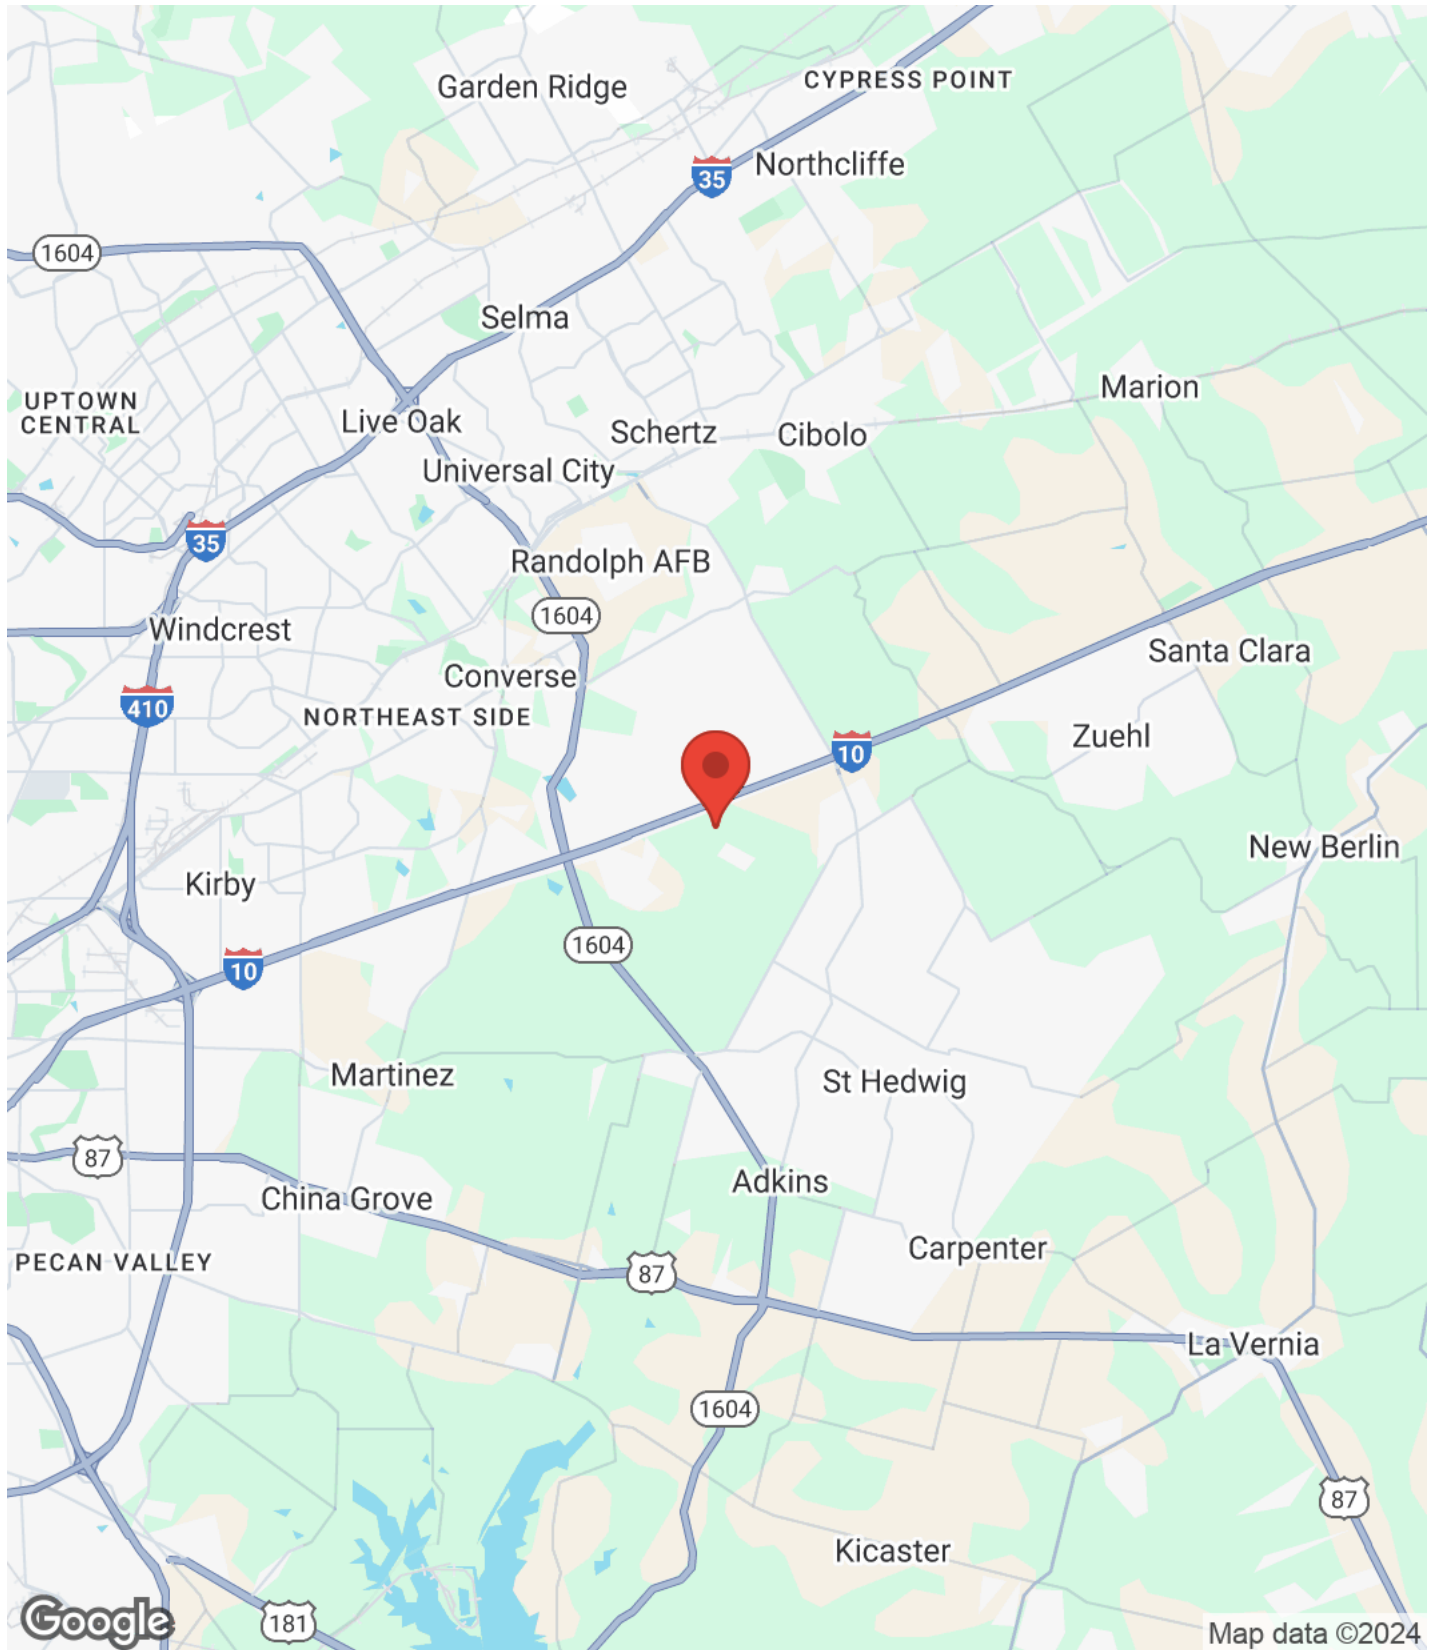 Garden Ridge
CYPRESS POINT
Northcliffe
35
1604
Selma
UPTOWN
CENTRAL
Live Oak
Marion
Schertz
Cibolo
Universal City
35
Randolph AFB
1604
Windcrest
Santa Clara
Converse
410
NORTHEAST SIDE
Zuehl
10
New Berlin
Kirby
1604
10
Martinez
St Hedwig
87
Adkins
China Grove
Carpenter
PECAN VALLEY
87
La Vernia
1604
87
Kicaster
Google
181
Map data ©2024